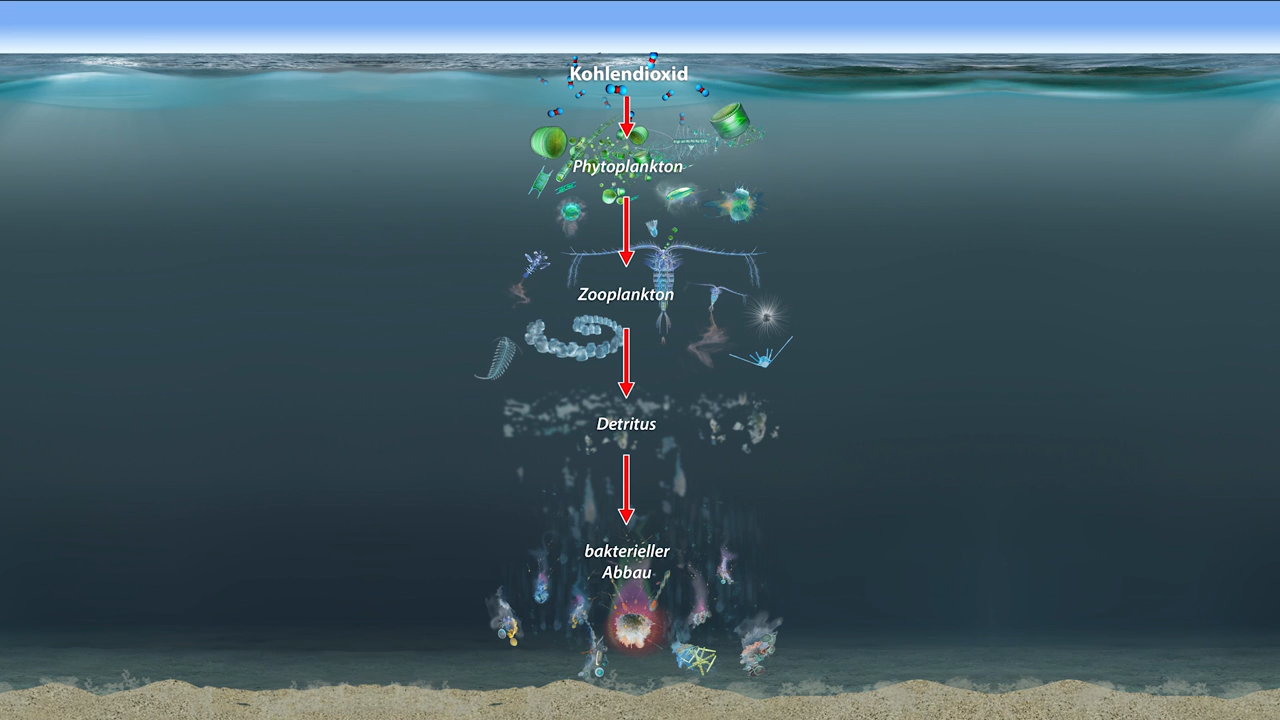 Kohlendioxid
Phytoplankton
Zooplankton
Detritus
bakterieller
Abbau